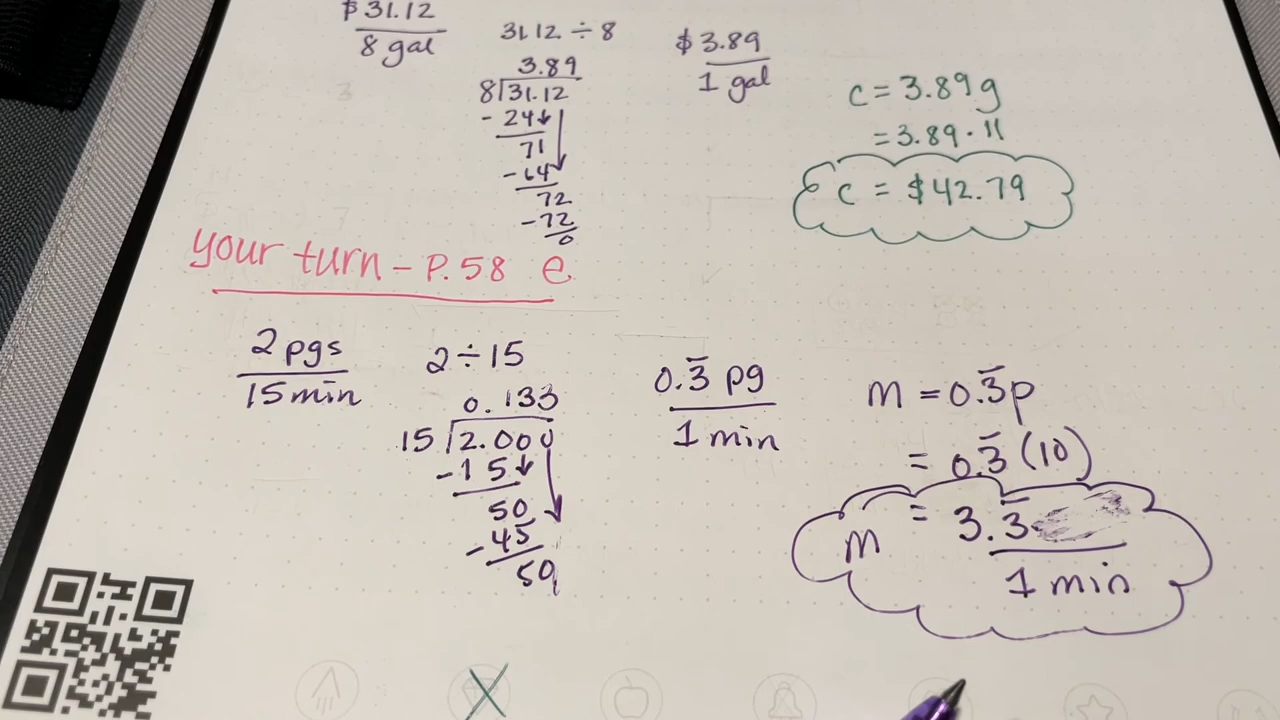 $31.12
8 gal
31.12 ÷ 8
3.89
8 31.12
- 24
71
- 64
72
- 72
0
$3.89
1 gal
c = 3.89g
= 3.89 · 11
c = $42.79
your turn - P. 58 e
2 pgs
15 min
2 ÷ 15
0.133
15 2.000
- 15
50
- 45
50
0.3̅ pg
1 min
m = 0.3̅p
= 0.3̅ (10)
m = 3.3̅
1 min